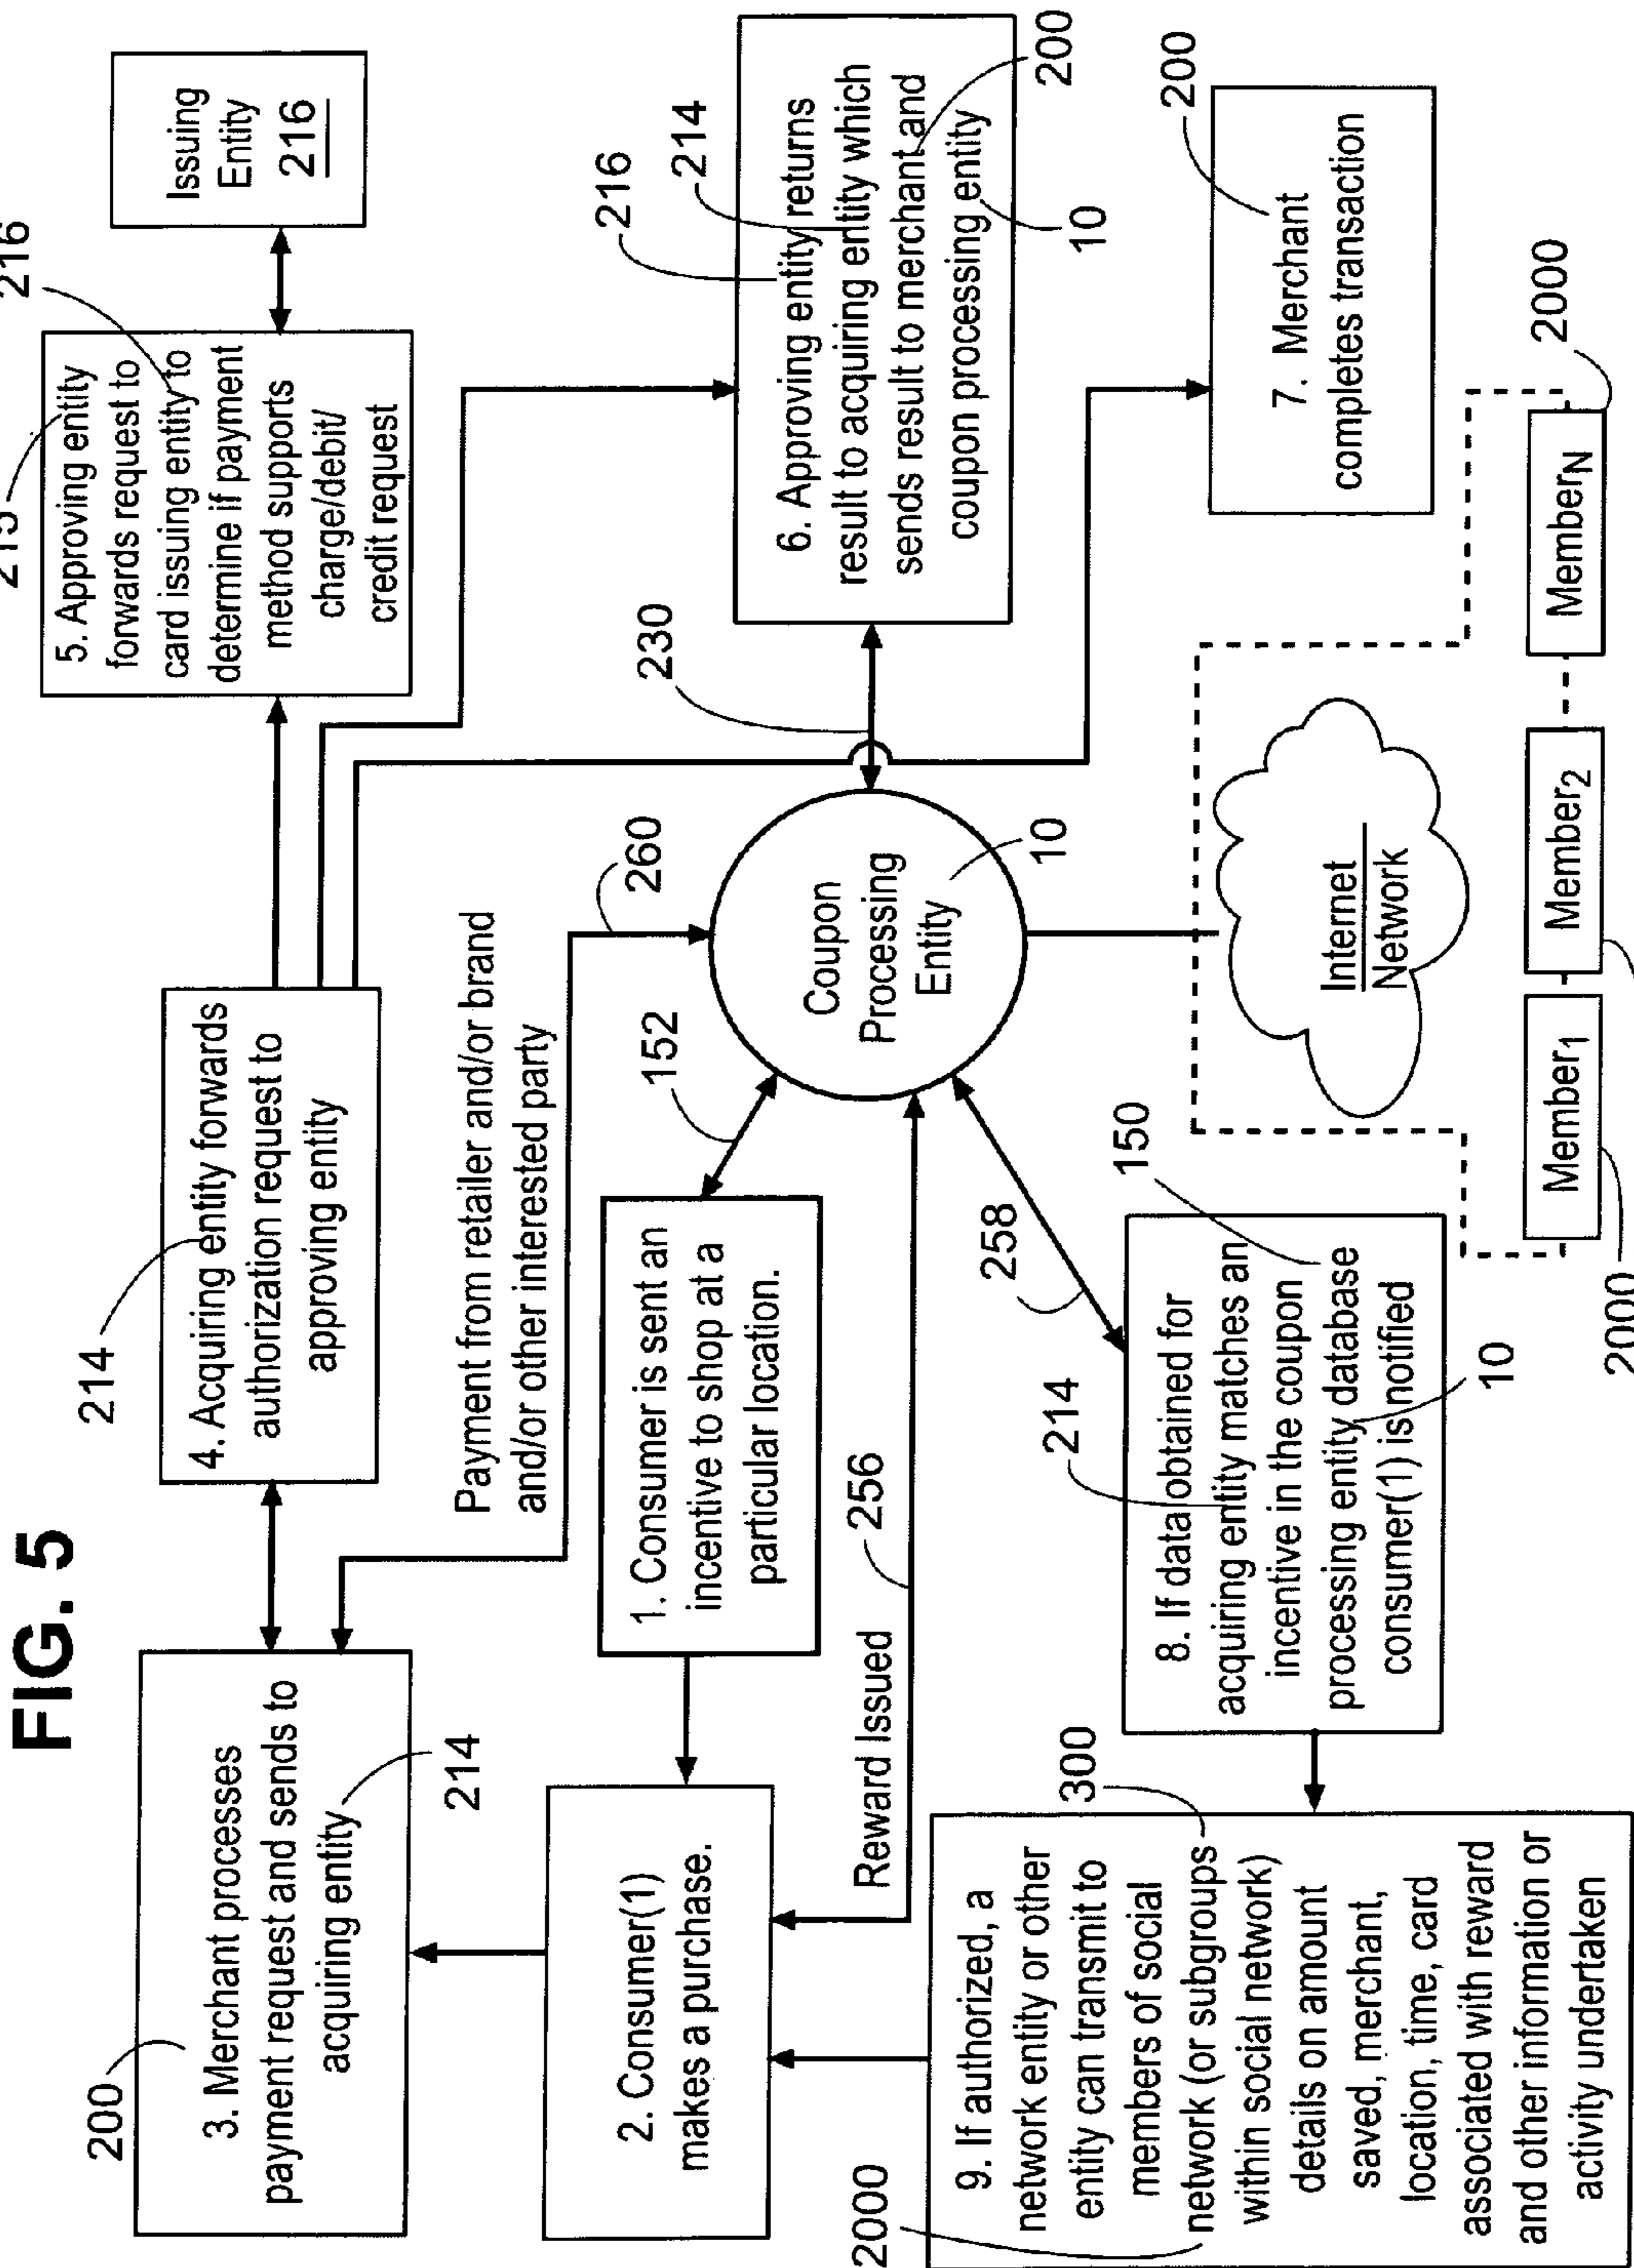 FIG. 5
200
3. Merchant processes
payment request and sends to
acquiring entity
214
214
4. Acquiring entity forwards
authorization request to
approving entity
215
216
5. Approving entity
forwards request to
card issuing entity to
determine if payment
method supports
charge/debit/
credit request
Issuing
Entity
216
Payment from retailer and/or brand
and/or other interested party
260
2. Consumer(1)
makes a purchase.
1. Consumer is sent an
incentive to shop at a
particular location.
152
Coupon
Processing
Entity
10
230
216
214
6. Approving entity returns
result to acquiring entity which
sends result to merchant and
coupon processing entity
200
10
Reward Issued
256
258
200
7. Merchant
completes transaction
2000
300
9. If authorized, a
network entity or other
entity can transmit to
members of social
network (or subgroups
within social network)
details on amount
saved, merchant,
location, time, card
associated with reward
and other information or
activity undertaken
214
150
8. If data obtained for
acquiring entity matches an
incentive in the coupon
processing entity database
consumer(1) is notified
10
Internet
Network
Member1
Member2
MemberN
2000
2000